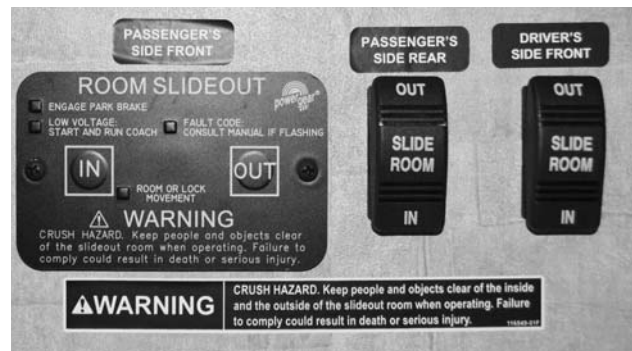 PASSENGER'S
SIDE FRONT
ROOM SLIDEOUT
powergear
ENGAGE PARK BRAKE
LOW VOLTAGE:
START AND RUN COACH
FAULT CODE:
CONSULT MANUAL IF FLASHING
IN
OUT
ROOM OR LOCK
MOVEMENT
WARNING
CRUSH HAZARD. Keep people and objects clear
of the slideout room when operating. Failure to
comply could result in death or serious injury.
PASSENGER'S
SIDE REAR
OUT
SLIDE
ROOM
IN
DRIVER'S
SIDE FRONT
OUT
SLIDE
ROOM
IN
WARNING
CRUSH HAZARD. Keep people and objects clear of the inside
and the outside of the slideout room when operating. Failure
to comply could result in death or serious injury.